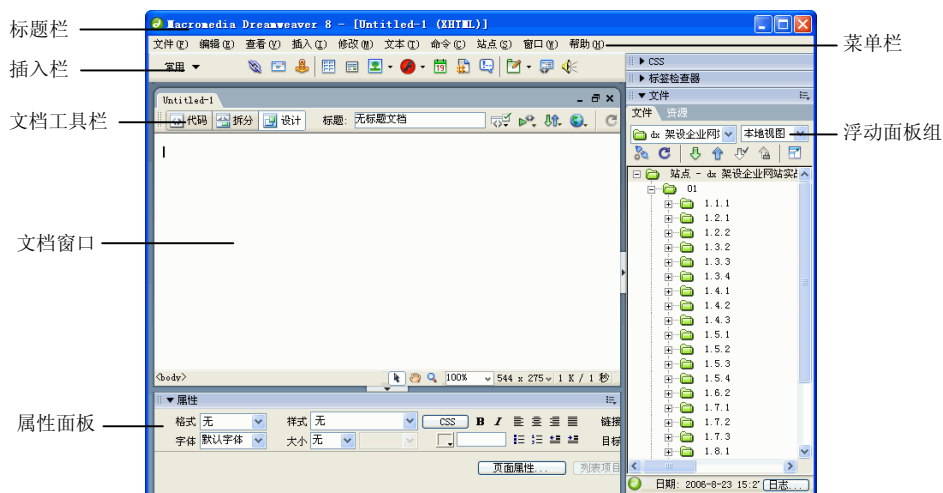 标题栏
插入栏
文档工具栏
文档窗口
属性面板
菜单栏
浮动面板组
Macromedia Dreamweaver 8 - [Untitled-1 (XHTML)]
文件(F) 编辑(E) 查看(V) 插入(I) 修改(M) 文本(T) 命令(C) 站点(S) 窗口(W) 帮助(H)
常用
Untitled-1
代码 拆分 设计 标题: 无标题文档
<body> 100% 544 x 275 1 K / 1 秒
属性
格式 无 样式 无 CSS B I 链接
字体 默认字体 大小 无 目标
页面属性... 列表项目
CSS
标签检查器
文件
文件 资源
dx 架设企业网 本地视图
站点 - dx 架设企业网站实
01
1.1.1
1.2.1
1.2.2
1.3.2
1.3.3
1.3.4
1.4.1
1.4.2
1.4.3
1.5.1
1.5.2
1.5.3
1.5.4
1.6.2
1.7.1
1.7.2
1.7.3
1.8.1
日期: 2006-8-23 15:2 日志...